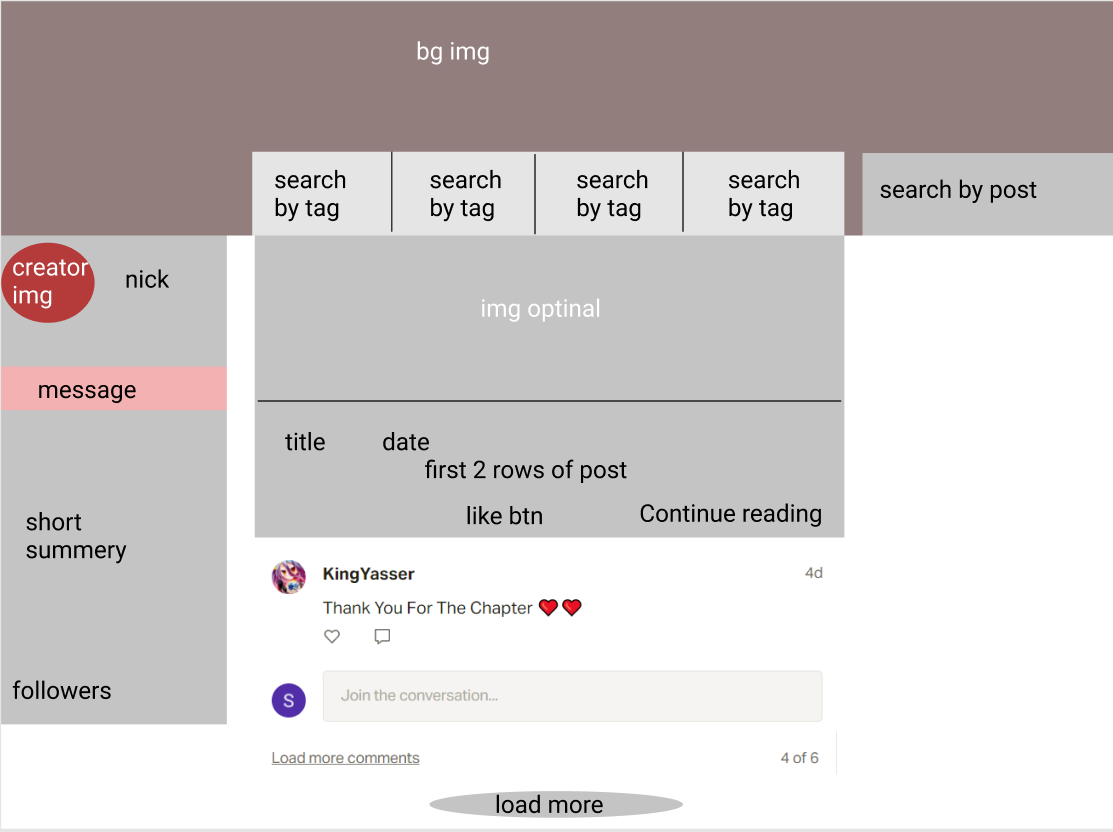 bg img
search
by tag
search
by tag
search
by tag
search
by tag
search by post
creator
img
nick
message
short
summery
followers
img optinal
title
date
first 2 rows of post
like btn
Continue reading
KingYasser
4d
Thank You For The Chapter ❤️❤️
S
Join the conversation...
Load more comments
4 of 6
load more